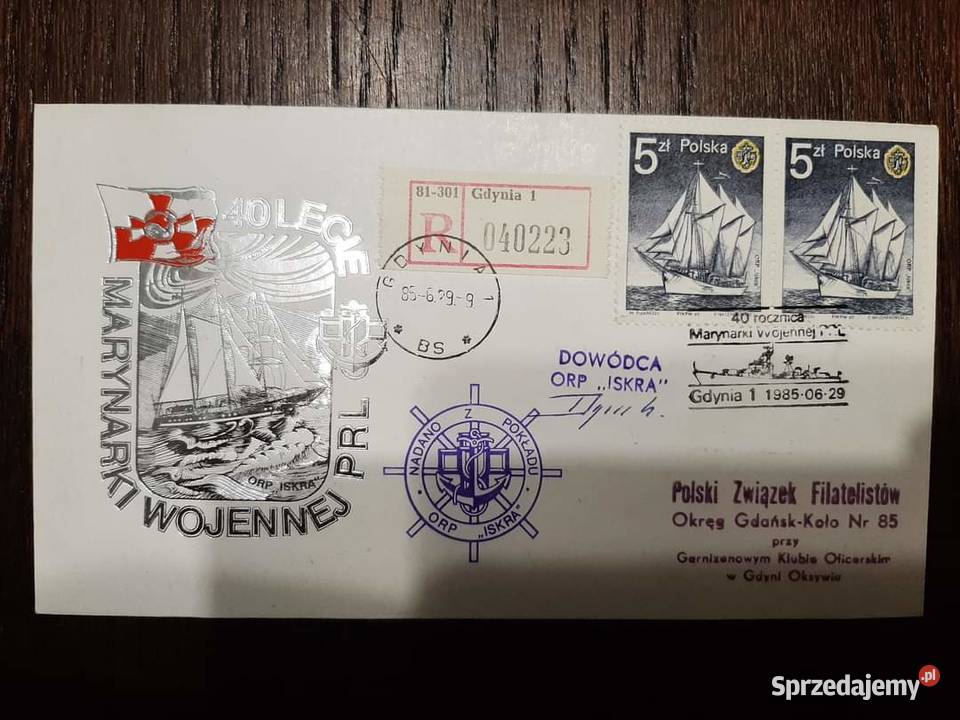 40 LECIE
MARYNARKI WOJENNEJ PRL
ORP "ISKRA"
81-301 Gdynia 1
R 040223
GDYNIA 1
85-6.29.-9
BS
5 zł Polska
5 zł Polska
40 rocznica
Marynarki Wojennej PRL
Gdynia 1 1985·06·29
DOWÓDCA
ORP „ISKRA"
NADANO Z POKŁADU
ORP „ISKRA"
Polski Związek Filatelistów
Okręg Gdańsk-Koło Nr 85
przy
Garnizonowym Klubie Oficerskim
w Gdyni Oksywiu
Sprzedajemy.pl